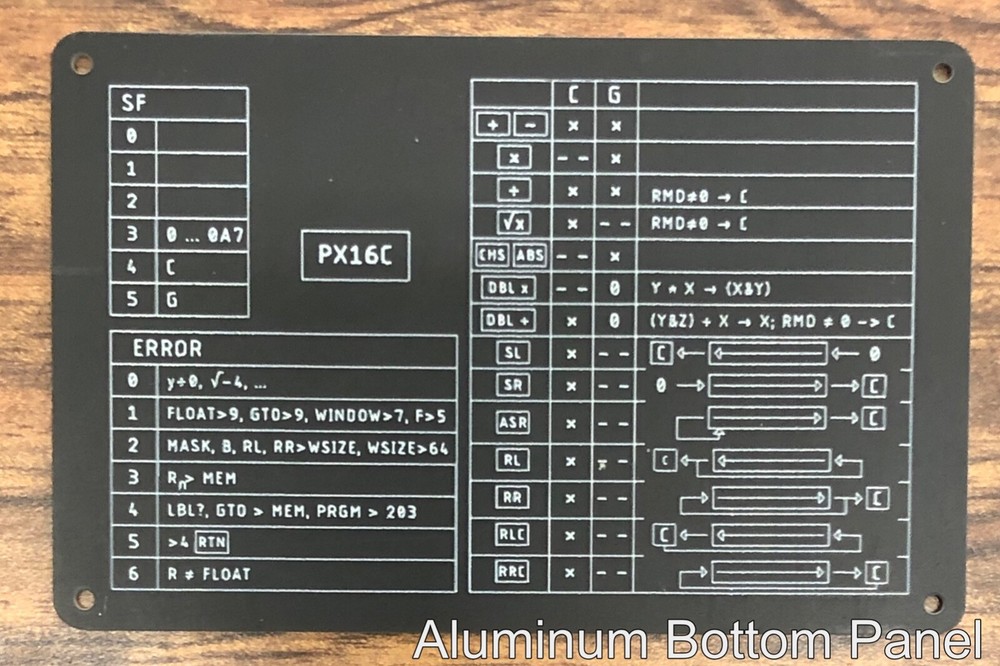 SF
0
1
2
3 0 ... 0A7
4 C
5 G
PX16C
ERROR
0 y÷0, √-4, ...
1 FLOAT>9, GTO>9, WINDOW>7, F>5
2 MASK, B, RL, RR>WSIZE, WSIZE>64
3 Rn> MEM
4 LBL?, GTO > MEM, PRGM > 203
5 >4 RTN
6 R ≠ FLOAT
C G
+ - × ×
× -- ×
÷ × × RMD≠0 → C
√x × -- RMD≠0 → C
CHS ABS -- ×
DBL x -- 0 Y * X → (X&Y)
DBL ÷ × 0 (Y&Z) ÷ X → X; RMD ≠ 0 -> C
SL × -- C ← ← 0
SR × -- 0 → → C
ASR × -- → C
RL × -- C ←
RR × -- → C
RLC × -- C ←
RRC × -- → C
Aluminum Bottom Panel